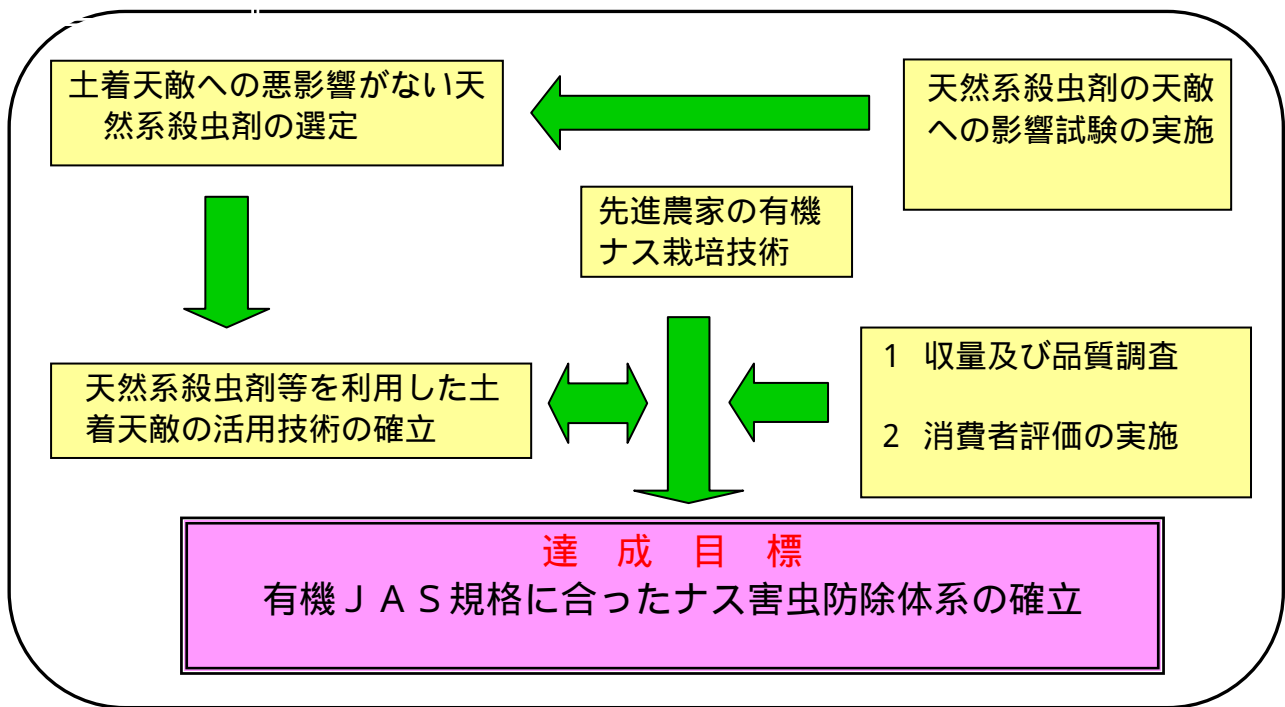 土着天敵への悪影響がない天
然系殺虫剤の選定
天然系殺虫剤の天敵
への影響試験の実施
先進農家の有機
ナス栽培技術
天然系殺虫剤等を利用した土
着天敵の活用技術の確立
1 収量及び品質調査
2 消費者評価の実施
達 成 目 標
有機ＪＡＳ規格に合ったナス害虫防除体系の確立